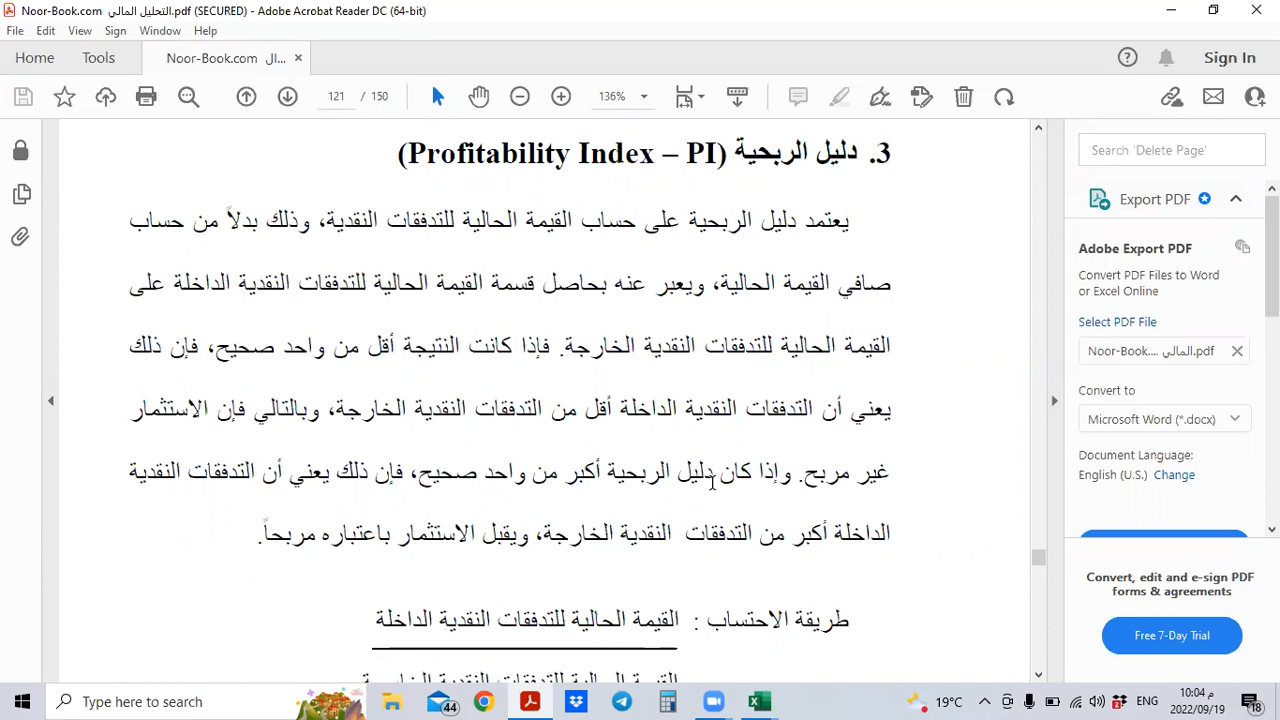 Noor-Book.com التحليل المالي.pdf (SECURED) - Adobe Acrobat Reader DC (64-bit)
File Edit View Sign Window Help
Home Tools Noor-Book.com ال... × Sign In
121 / 150 136%
3. دليل الربحية (Profitability Index – PI)
يعتمد دليل الربحية على حساب القيمة الحالية للتدفقات النقدية، وذلك بدلاً من حساب
صافي القيمة الحالية، ويعبر عنه بحاصل قسمة القيمة الحالية للتدفقات النقدية الداخلة على
القيمة الحالية للتدفقات النقدية الخارجة. فإذا كانت النتيجة أقل من واحد صحيح، فإن ذلك
يعني أن التدفقات النقدية الداخلة أقل من التدفقات النقدية الخارجة، وبالتالي فإن الاستثمار
غير مربح. وإذا كان دليل الربحية أكبر من واحد صحيح، فإن ذلك يعني أن التدفقات النقدية
الداخلة أكبر من التدفقات النقدية الخارجة، ويقبل الاستثمار باعتباره مربحاً.
طريقة الاحتساب : القيمة الحالية للتدفقات النقدية الداخلة
القيمة الحالية للتدفقات النقدية الخارجة
Search 'Delete Page'
Export PDF
Adobe Export PDF
Convert PDF Files to Word
or Excel Online
Select PDF File
Noor-Book.... المالي.pdf
Convert to
Microsoft Word (*.docx)
Document Language:
English (U.S.) Change
Convert, edit and e-sign PDF
forms & agreements
Free 7-Day Trial
Type here to search
44
19°C
ENG
10:04 م
2022/09/19
18